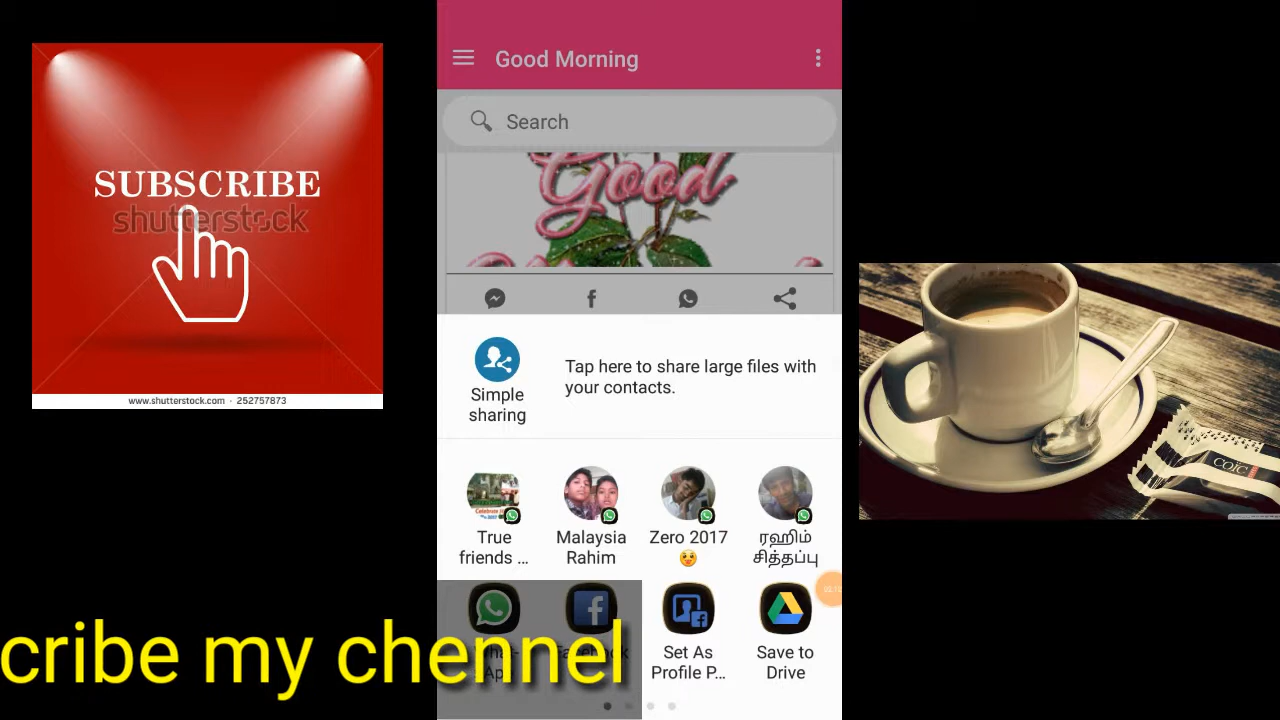 SUBSCRIBE
shutterstock
www.shutterstock.com · 252757873
Good Morning
Search
Good
Simple
sharing
Tap here to share large files with
your contacts.
True
friends ...
Malaysia
Rahim
Zero 2017
ரஹிம்
சித்தப்பு
Set As
Profile P...
Save to
Drive
cribe my chennel
coic